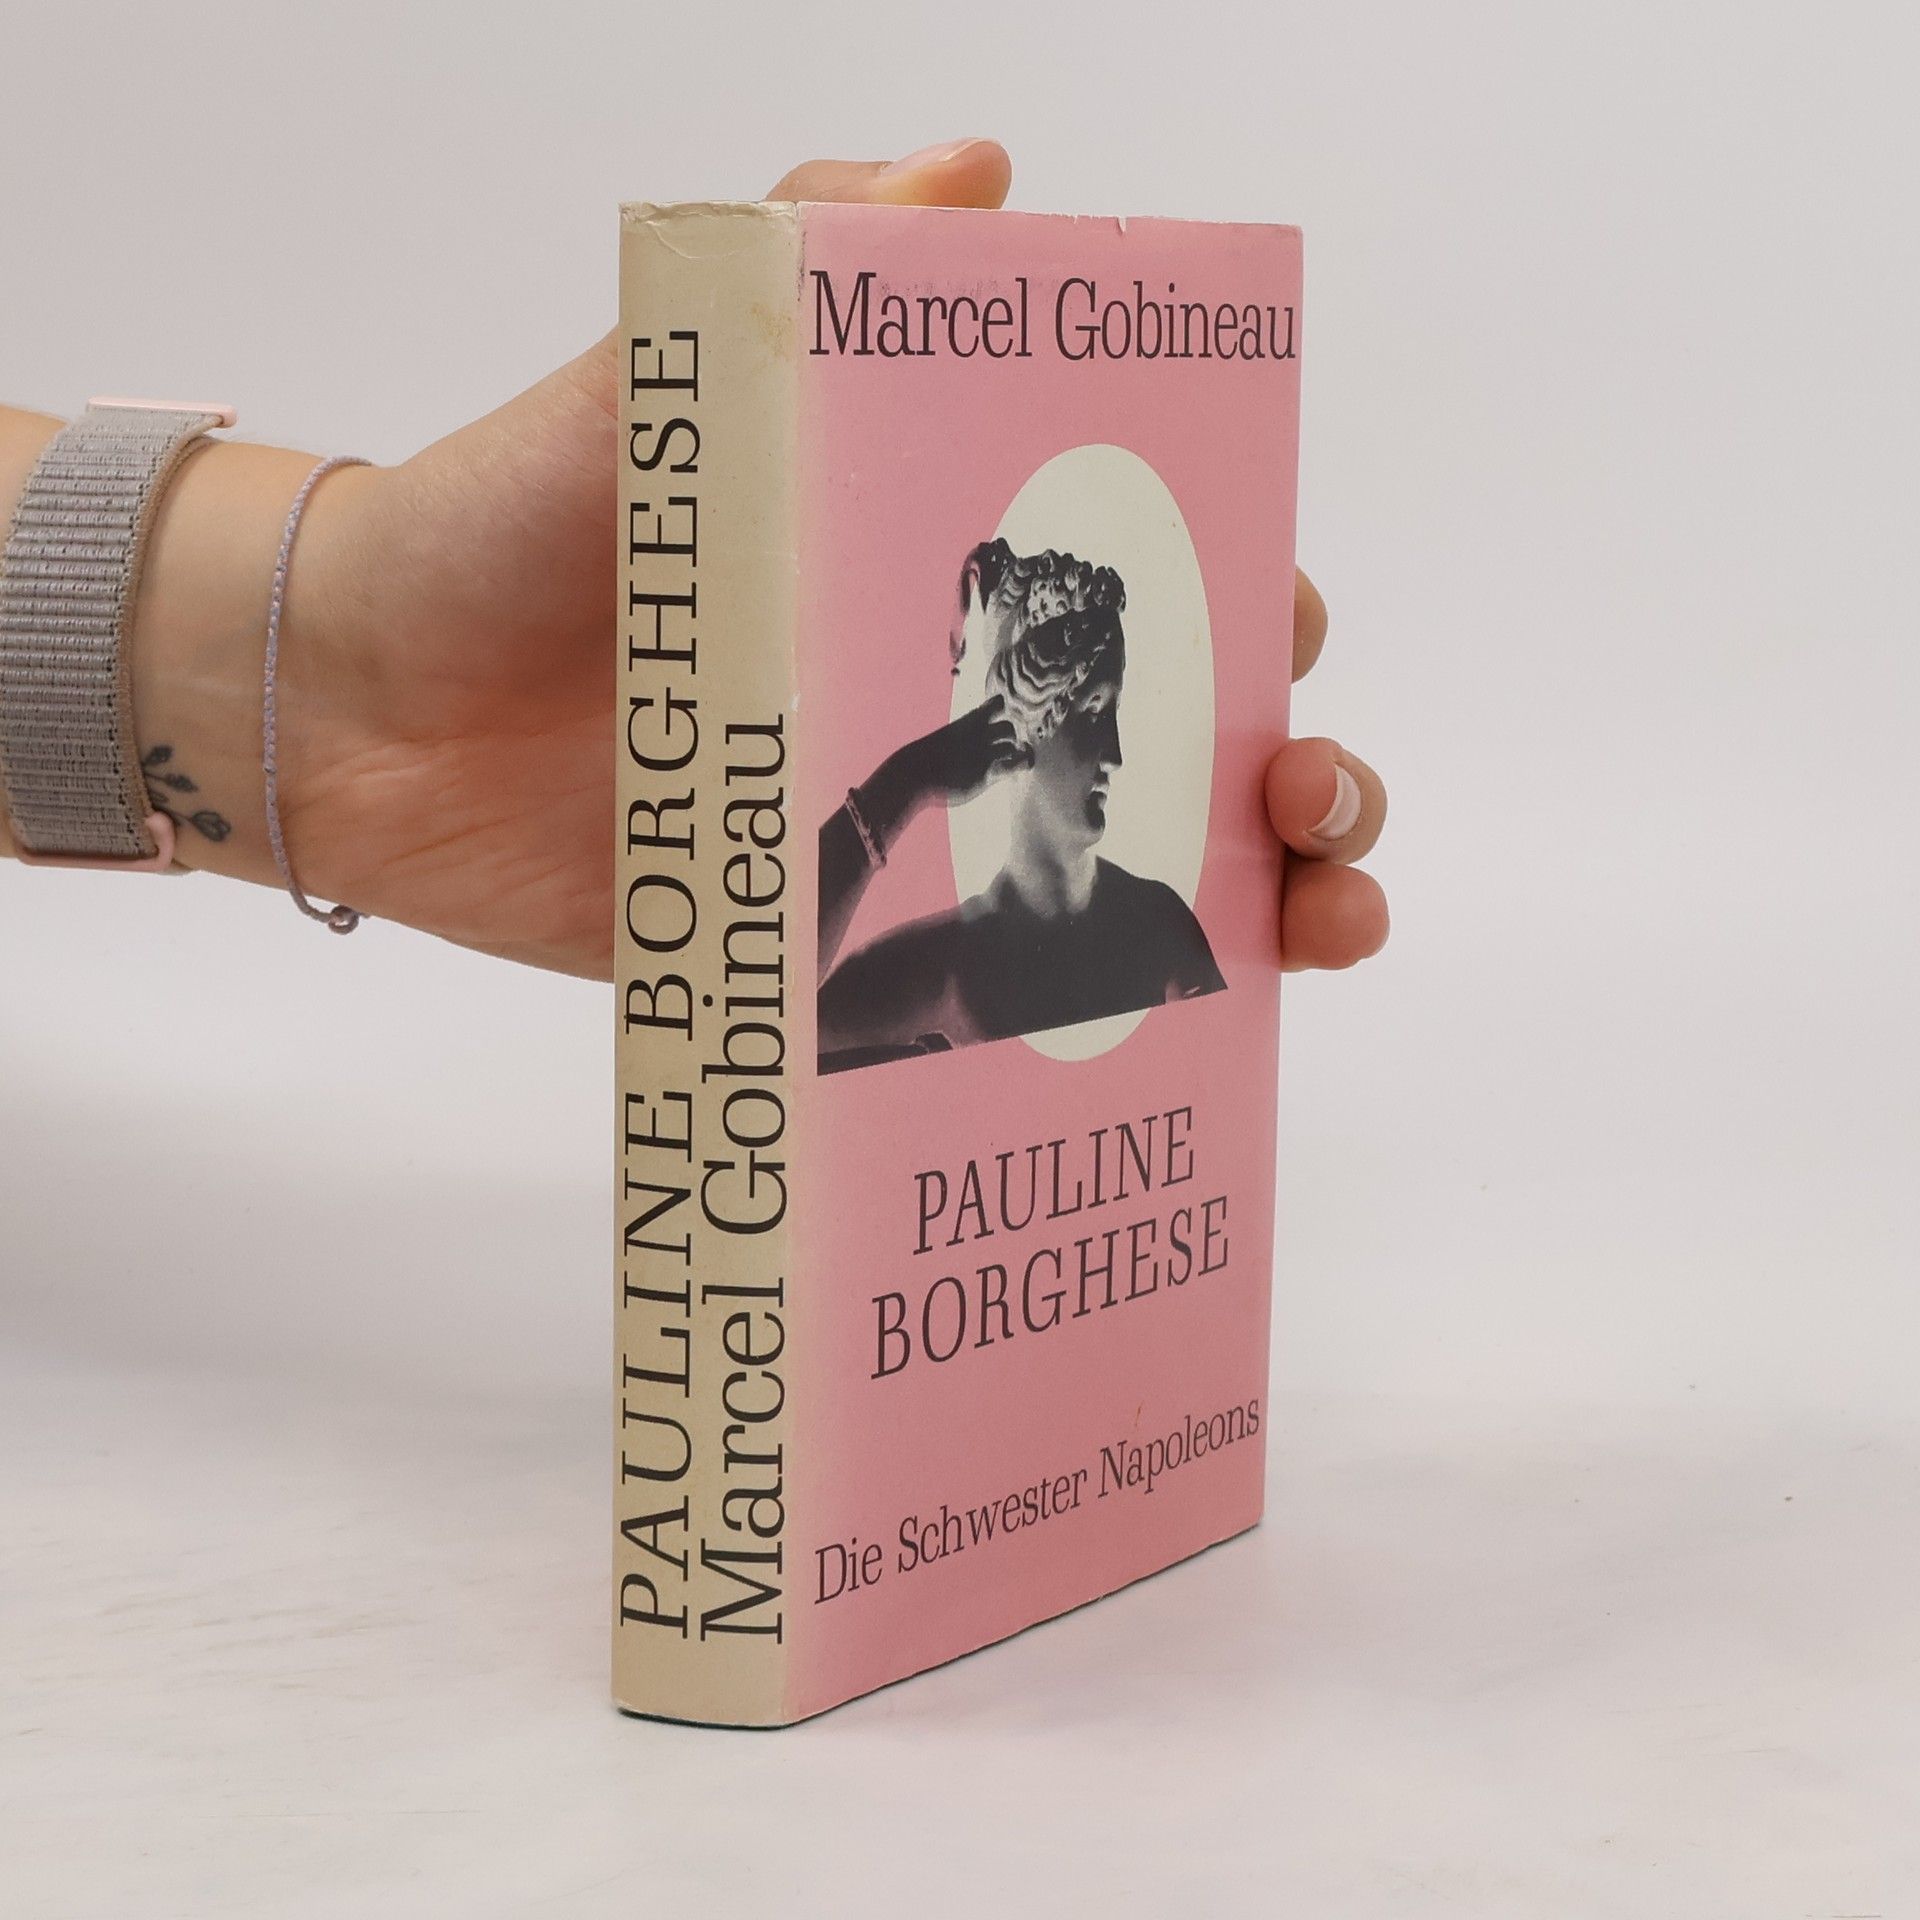 PAULINE BORGHESE
Marcel Gobineau
Marcel Gobineau
PAULINE
BORGHESE
Die Schwester Napoleons